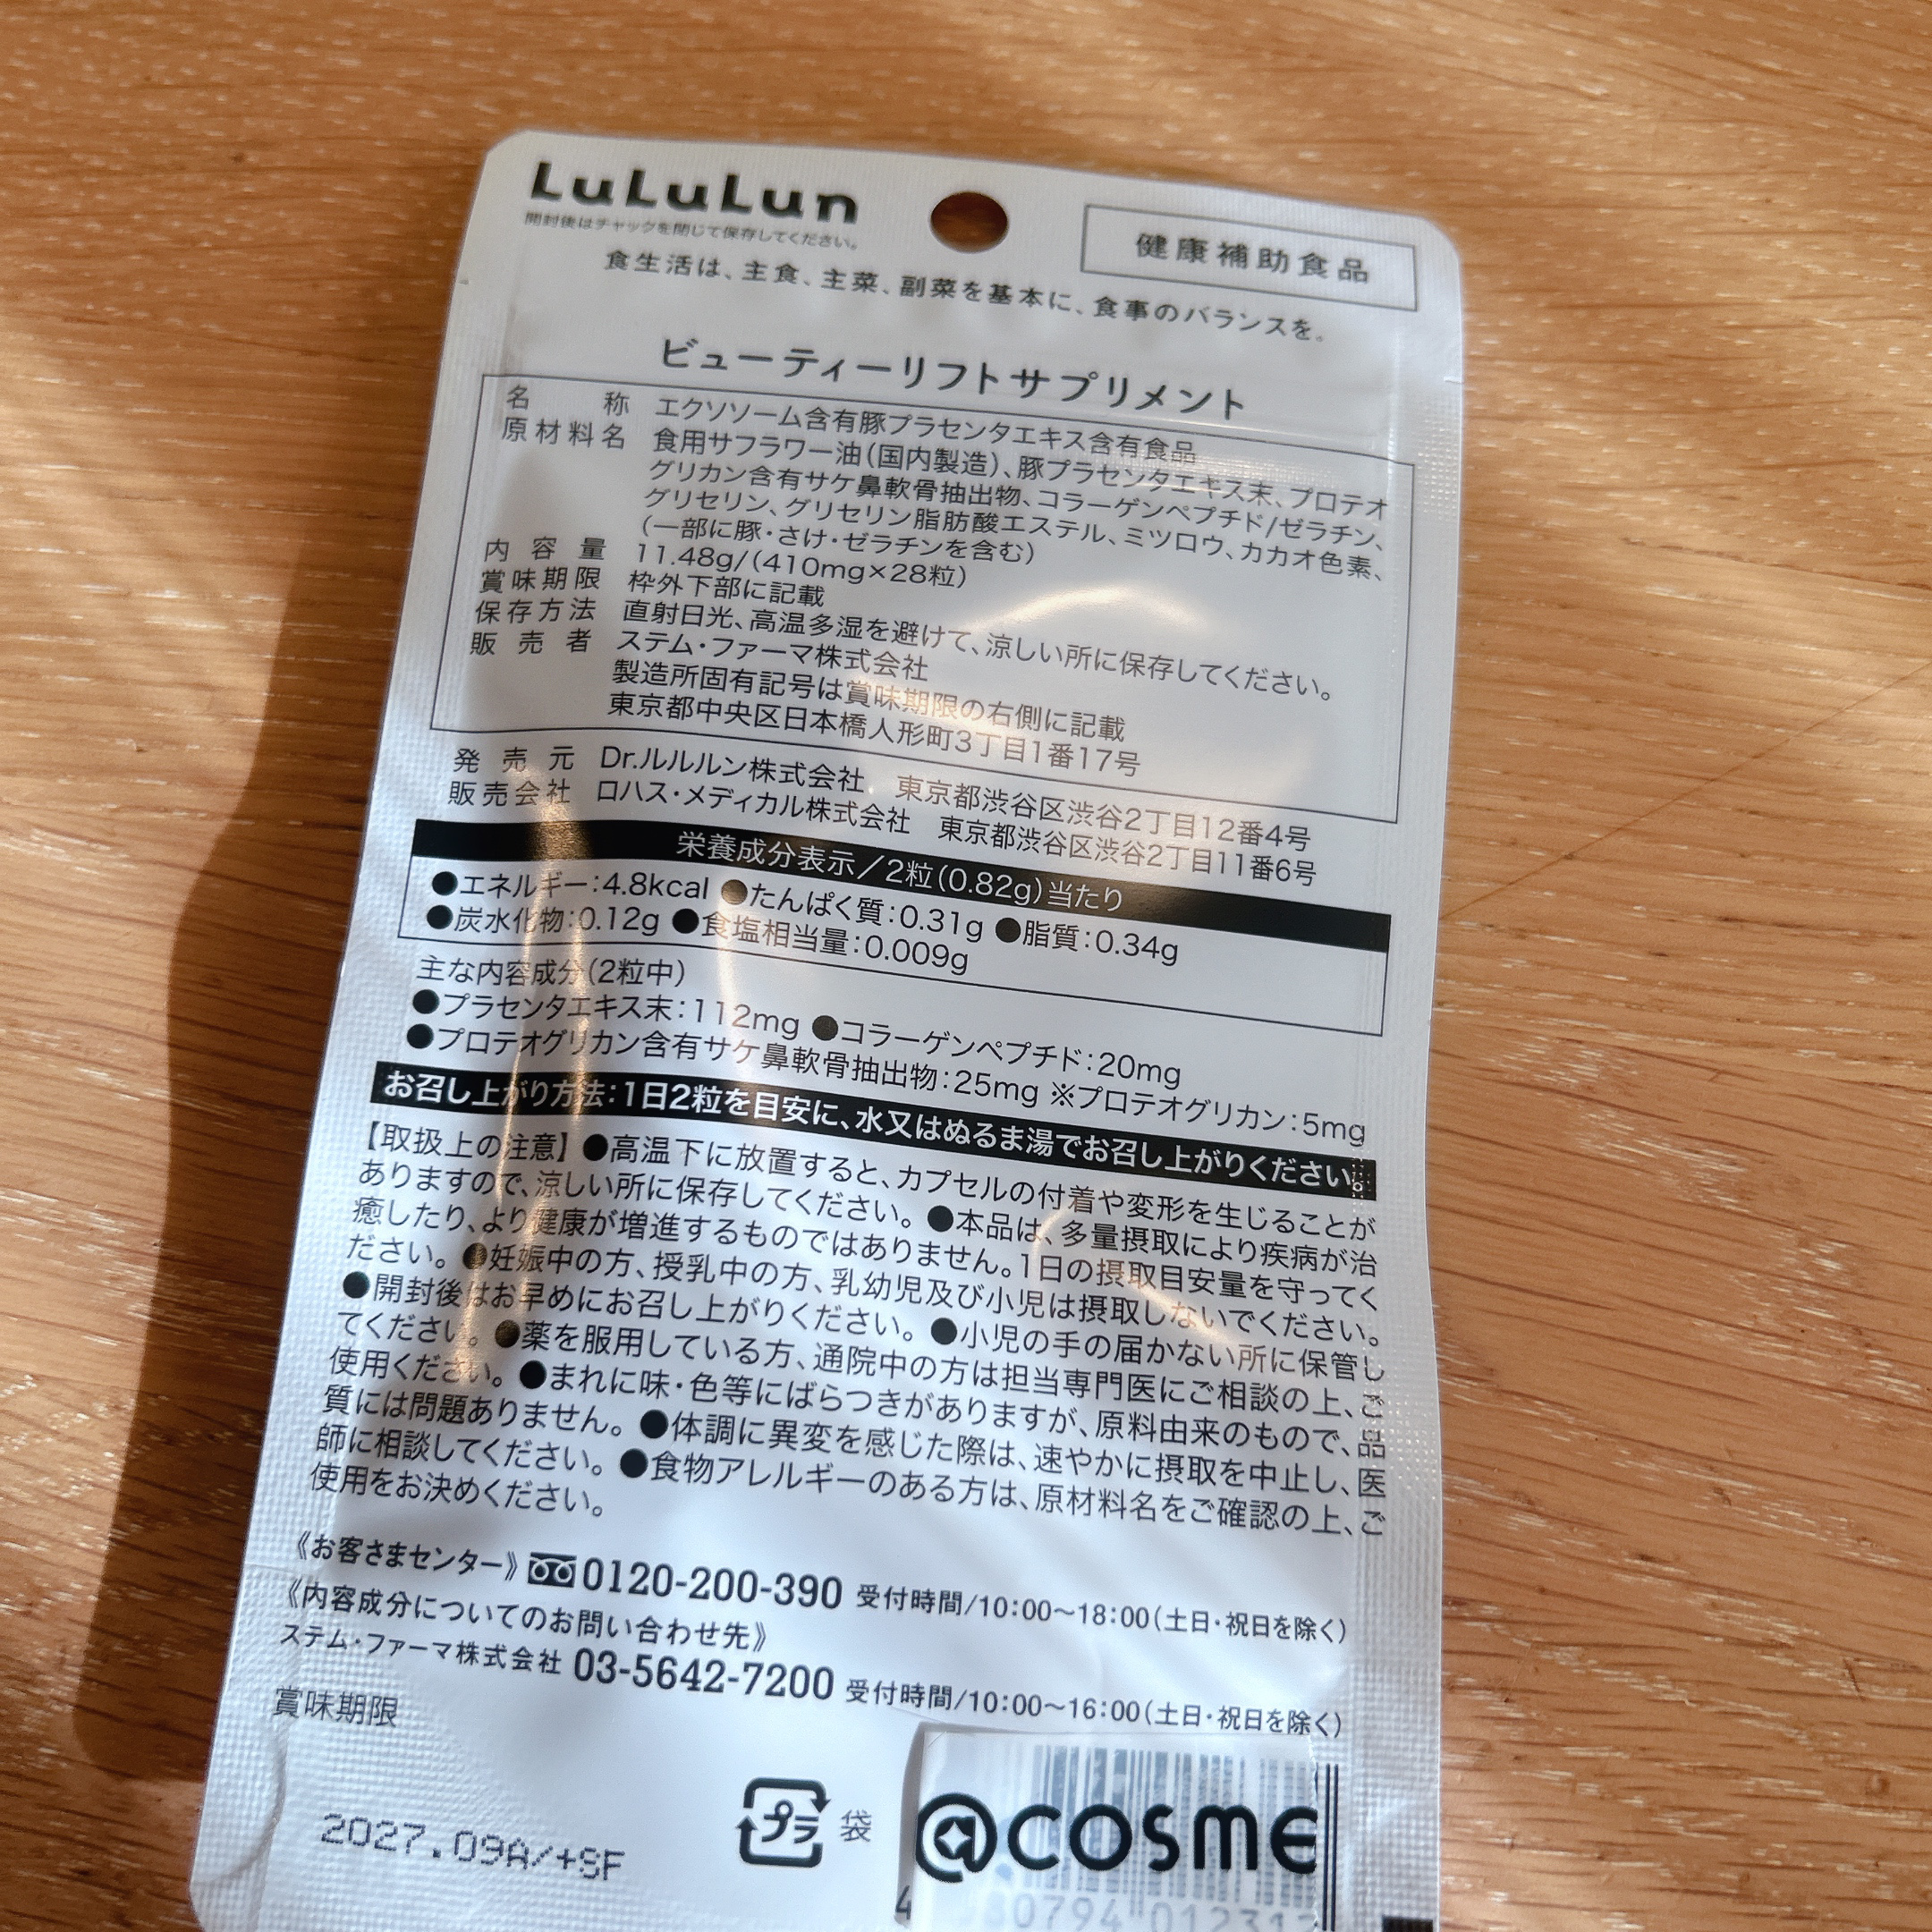 LuLuLun
開封後はチャックを閉じて保存してください。
健康補助食品
食生活は、主食、主菜、副菜を基本に、食事のバランスを。
ビューティーリフトサプリメント
名称 エクソソーム含有豚プラセンタエキス含有食品
原材料名 食用サフラワー油(国内製造)、豚プラセンタエキス末、プロテオ
グリカン含有サケ鼻軟骨抽出物、コラーゲンペプチド/ゼラチン、
グリセリン、グリセリン脂肪酸エステル、ミツロウ、カカオ色素、
(一部に豚・さけ・ゼラチンを含む)
内容量 11.48g/(410mg×28粒)
賞味期限 枠外下部に記載
保存方法 直射日光、高温多湿を避けて、涼しい所に保存してください。
販売者 ステム・ファーマ株式会社
製造所固有記号は賞味期限の右側に記載
東京都中央区日本橋人形町3丁目1番17号
発売元 Dr.ルルルン株式会社 東京都渋谷区渋谷2丁目12番4号
販売会社 ロハス・メディカル株式会社 東京都渋谷区渋谷2丁目11番6号
栄養成分表示/2粒(0.82g)当たり
●エネルギー:4.8kcal ●たんぱく質:0.31g ●脂質:0.34g
●炭水化物:0.12g ●食塩相当量:0.009g
主な内容成分(2粒中)
●プラセンタエキス末:112mg ●コラーゲンペプチド:20mg
●プロテオグリカン含有サケ鼻軟骨抽出物:25mg ※プロテオグリカン:5mg
お召し上がり方法:1日2粒を目安に、水又はぬるま湯でお召し上がりください。
【取扱上の注意】●高温下に放置すると、カプセルの付着や変形を生じることが
ありますので、涼しい所に保存してください。●本品は、多量摂取により疾病が治
癒したり、より健康が増進するものではありません。1日の摂取目安量を守ってく
ださい。●妊娠中の方、授乳中の方、乳幼児及び小児は摂取しないでください。
●開封後はお早めにお召し上がりください。●小児の手の届かない所に保管し
てください。●薬を服用している方、通院中の方は担当専門医にご相談の上、ご
使用ください。●まれに味・色等にばらつきがありますが、原料由来のもので、品
質には問題ありません。●体調に異変を感じた際は、速やかに摂取を中止し、医
師に相談してください。●食物アレルギーのある方は、原材料名をご確認の上、ご
使用をお決めください。
《お客さまセンター》0120-200-390 受付時間/10:00~18:00(土日・祝日を除く)
《内容成分についてのお問い合わせ先》
ステム・ファーマ株式会社 03-5642-7200 受付時間/10:00~16:00(土日・祝日を除く)
賞味期限
2027.09A/+SF
プラ 袋
@COSME
4